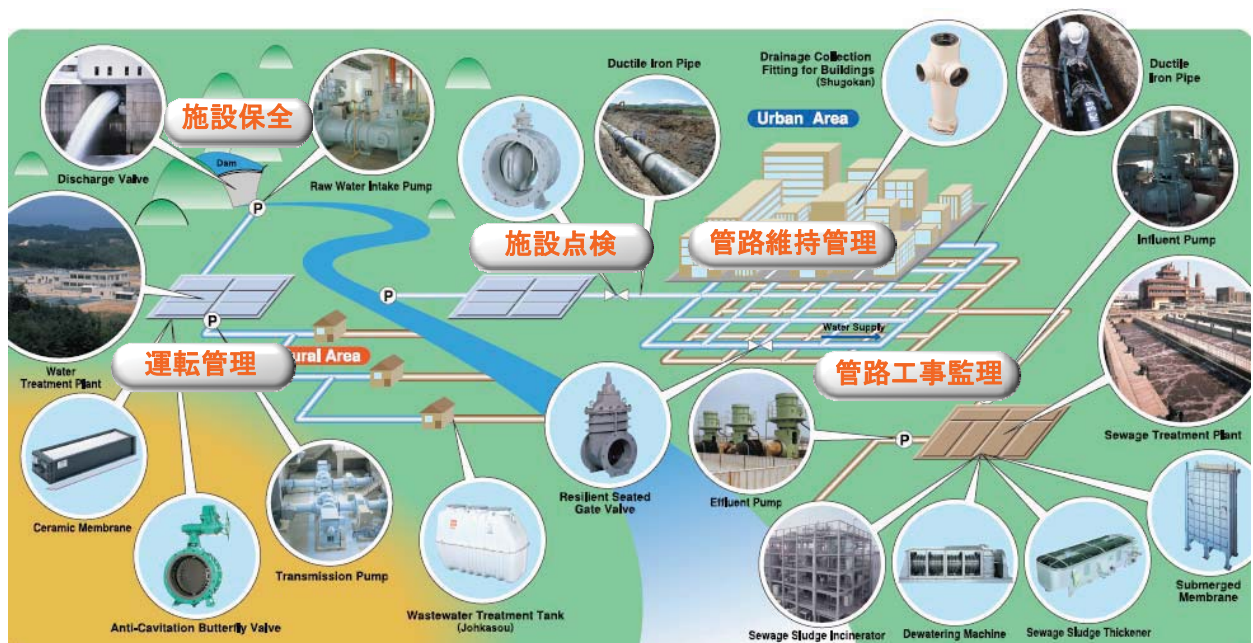 Discharge Valve
施設保全
Dam
P
Raw Water Intake Pump
Ductile Iron Pipe
Drainage Collection
Fitting for Buildings
(Shugokan)
Urban Area
Ductile
Iron Pipe
Influent Pump
施設点検
管路維持管理
P
P
Water
Treatment Plant
運転管理
ural Area
Water Supply
管路工事監理
Sewage Treatment Plant
P
Ceramic Membrane
Anti-Cavitation Butterfly Valve
Transmission Pump
Wastewater Treatment Tank
(Johkasou)
Resilient Seated
Gate Valve
Effluent Pump
Sewage Sludge Incinerator
Dewatering Machine
Sewage Sludge Thickener
Submerged
Membrane